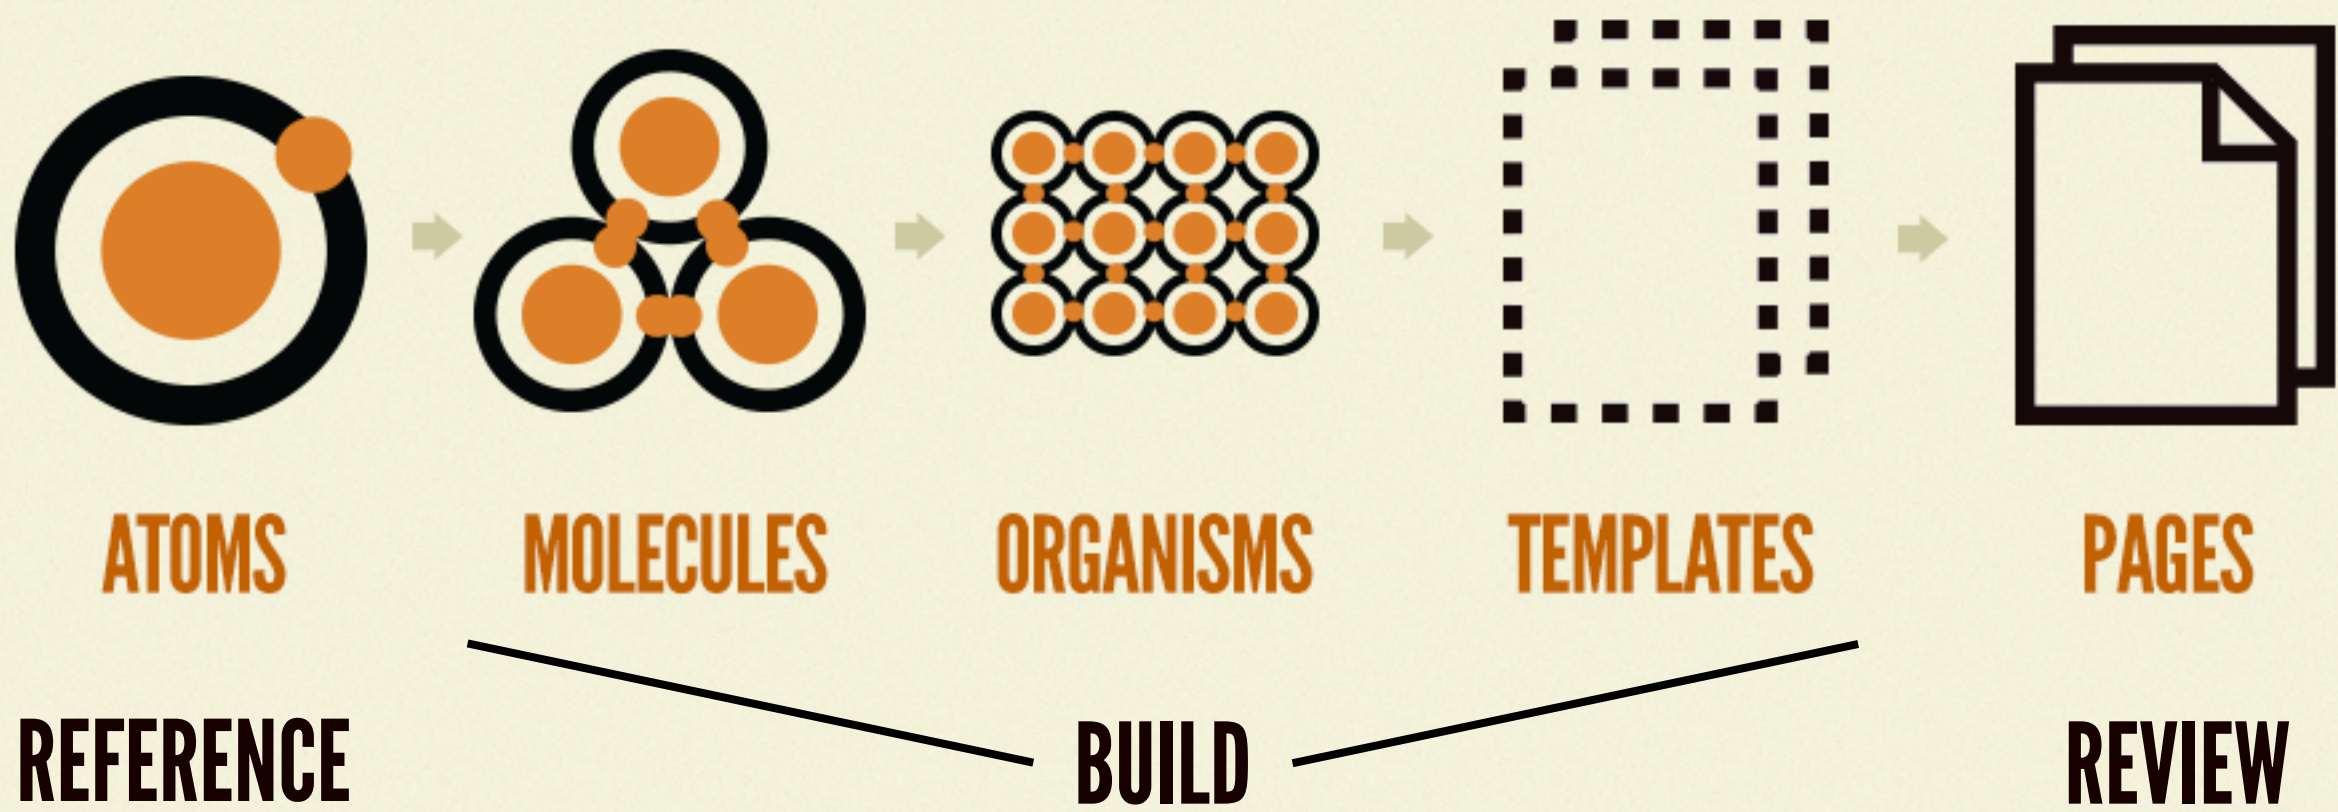 ATOMS
MOLECULES
ORGANISMS
TEMPLATES
PAGES
REFERENCE
BUILD
REVIEW